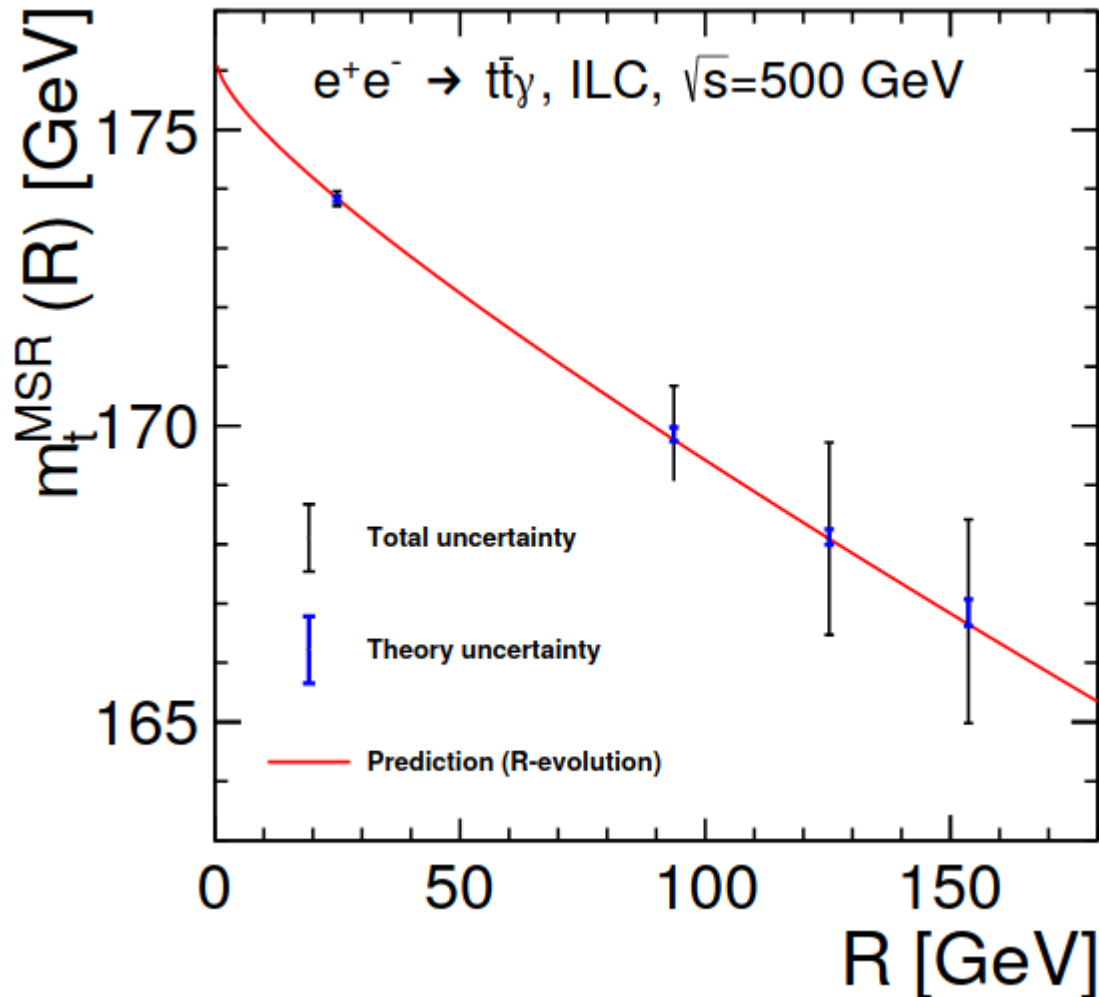 e⁺e⁻ → tt̄γ, ILC, √s=500 GeV
m_t^MSR (R) [GeV]
175
170
165
Total uncertainty
Theory uncertainty
Prediction (R-evolution)
0 50 100 150
R [GeV]